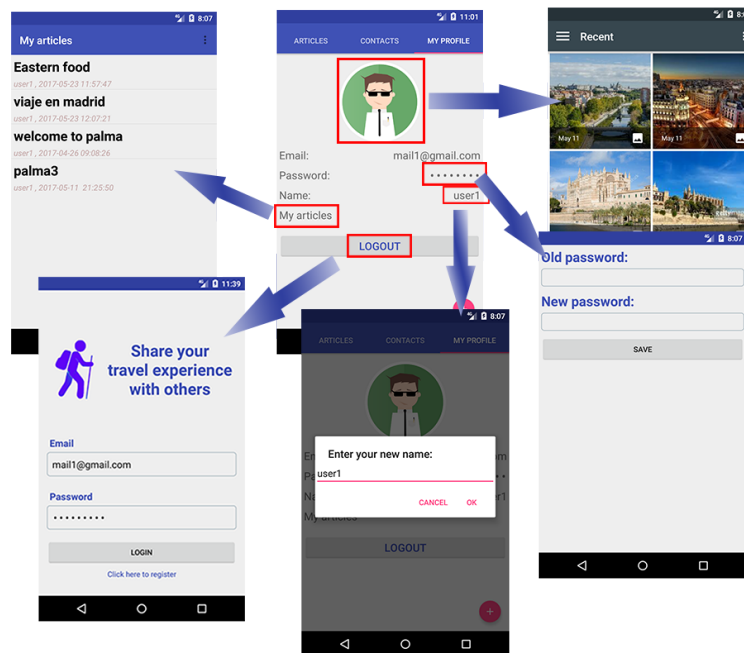 8:07
My articles
Eastern food
user1 , 2017-05-23 11:57:47
viaje en madrid
user1 , 2017-05-23 12:07:21
welcome to palma
user1 , 2017-04-26 09:08:26
palma3
user1 , 2017-05-11 21:25:50
11:01
ARTICLES CONTACTS MY PROFILE
Email: mail1@gmail.com
Password: ••••••••
Name: user1
My articles
LOGOUT
Recent
May 11
May 11
8:07
Old password:
New password:
SAVE
11:39
Share your
travel experience
with others
Email
mail1@gmail.com
Password
•••••••••
LOGIN
Click here to register
8:07
ARTICLES CONTACTS MY PROFILE
Enter your new name:
user1
CANCEL OK
My articles
LOGOUT